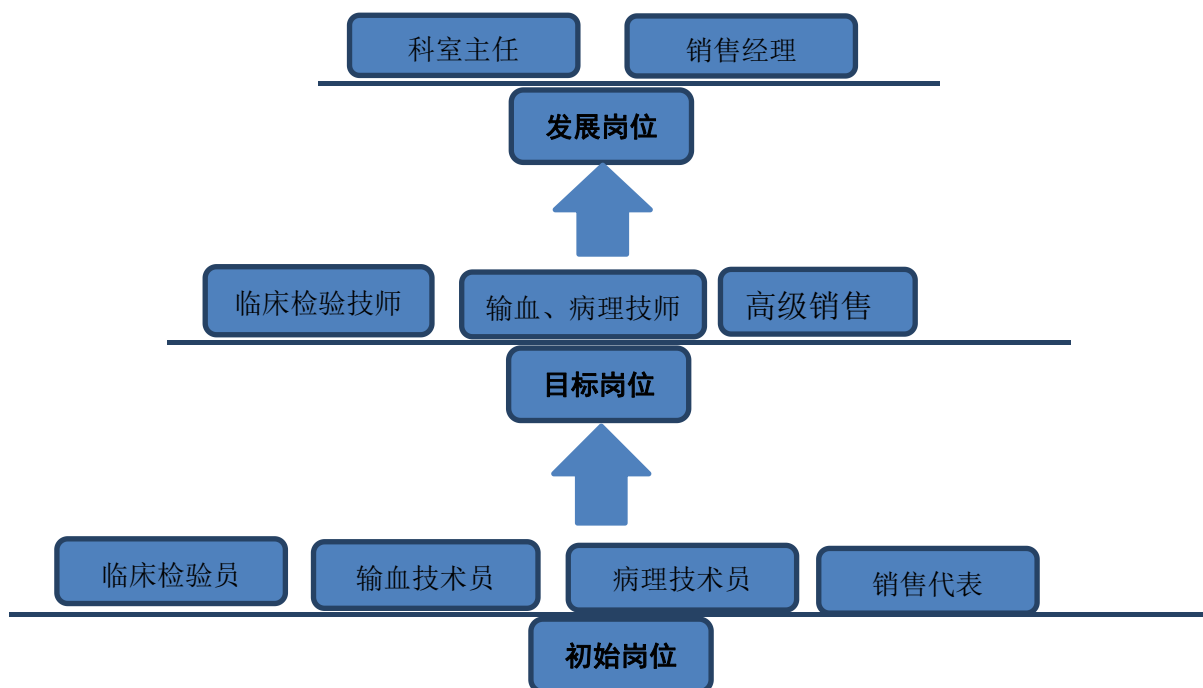 科室主任
销售经理
发展岗位
临床检验技师
输血、病理技师
高级销售
目标岗位
临床检验员
输血技术员
病理技术员
销售代表
初始岗位